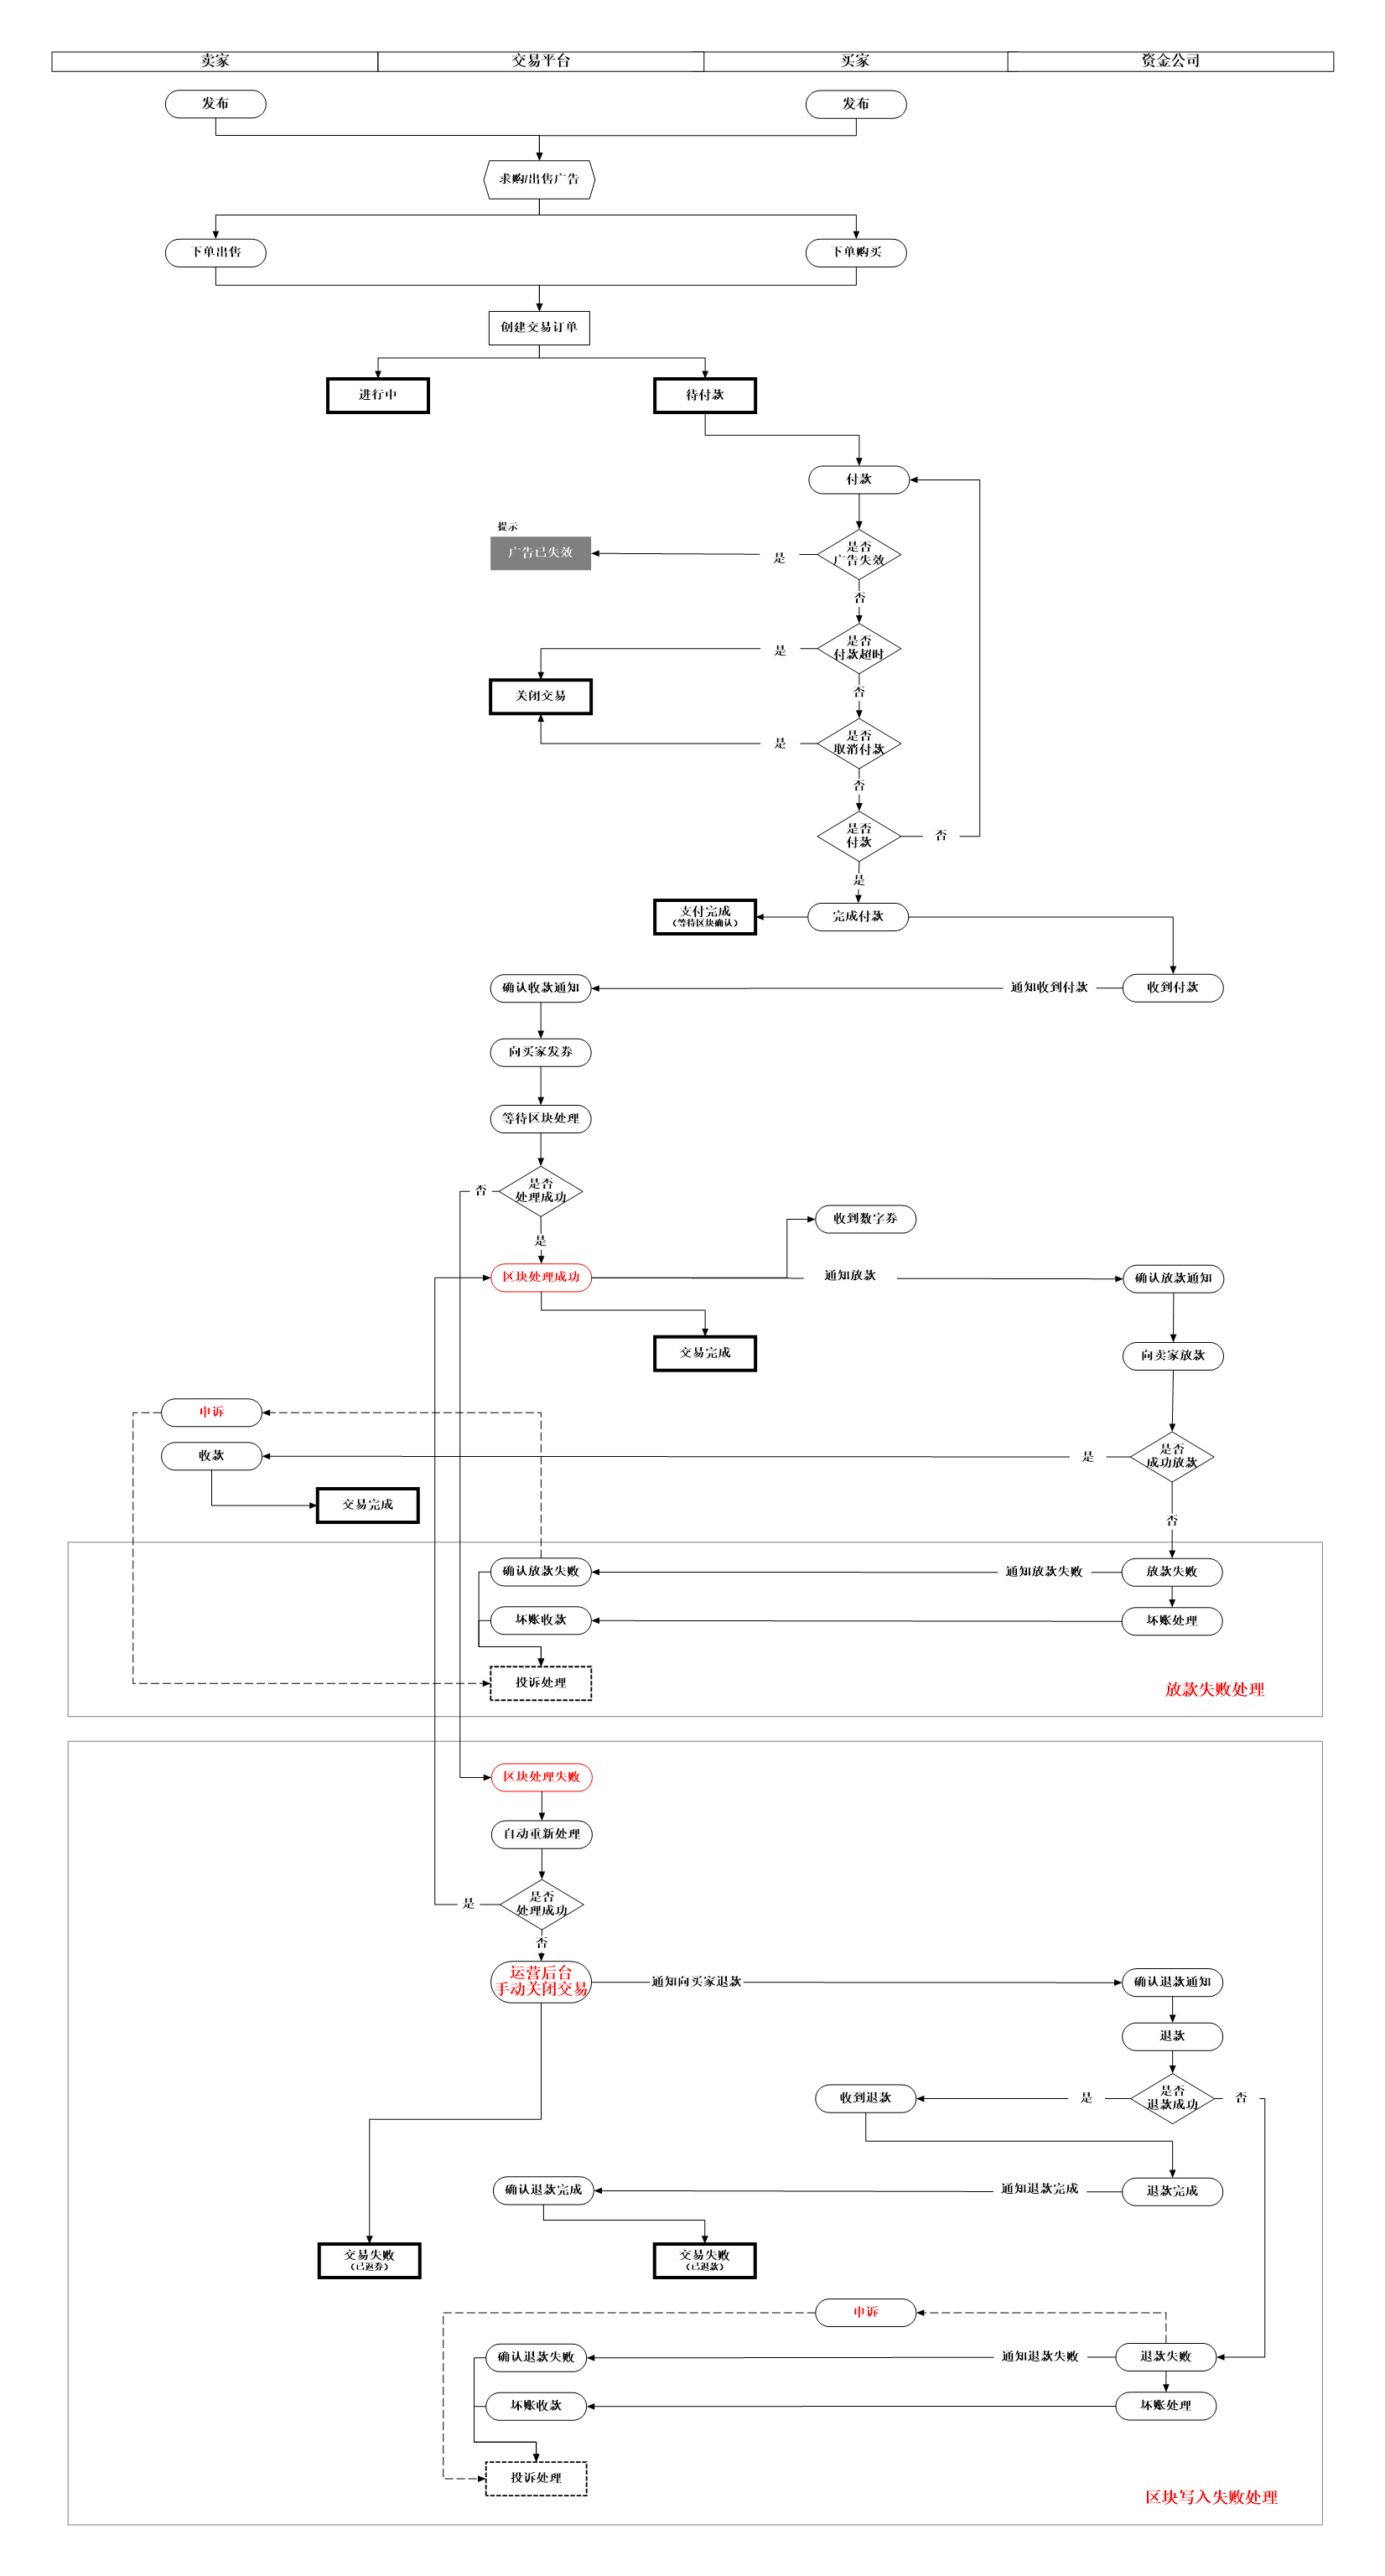 卖家
交易平台
买家
资金公司
发布
发布
求购/出售广告
下单出售
下单购买
创建交易订单
进行中
待付款
付款
提示
广告已失效
是
是否
广告失效
否
是
是否
付款超时
关闭交易
否
是
是否
取消付款
否
是否
付款
否
是
支付完成
（等待区块确认）
完成付款
确认收款通知
通知收到付款
收到付款
向买家发券
等待区块处理
否
是否
处理成功
收到数字券
是
区块处理成功
通知放款
确认放款通知
交易完成
向卖家放款
申诉
收款
是
是否
成功放款
交易完成
否
确认放款失败
通知放款失败
放款失败
坏账收款
坏账处理
投诉处理
放款失败处理
区块处理失败
自动重新处理
是
是否
处理成功
否
运营后台
手动关闭交易
通知向买家退款
确认退款通知
退款
收到退款
是
是否
退款成功
否
确认退款完成
通知退款完成
退款完成
交易失败
（已返券）
交易失败
（已退款）
申诉
确认退款失败
通知退款失败
退款失败
坏账收款
坏账处理
投诉处理
区块写入失败处理